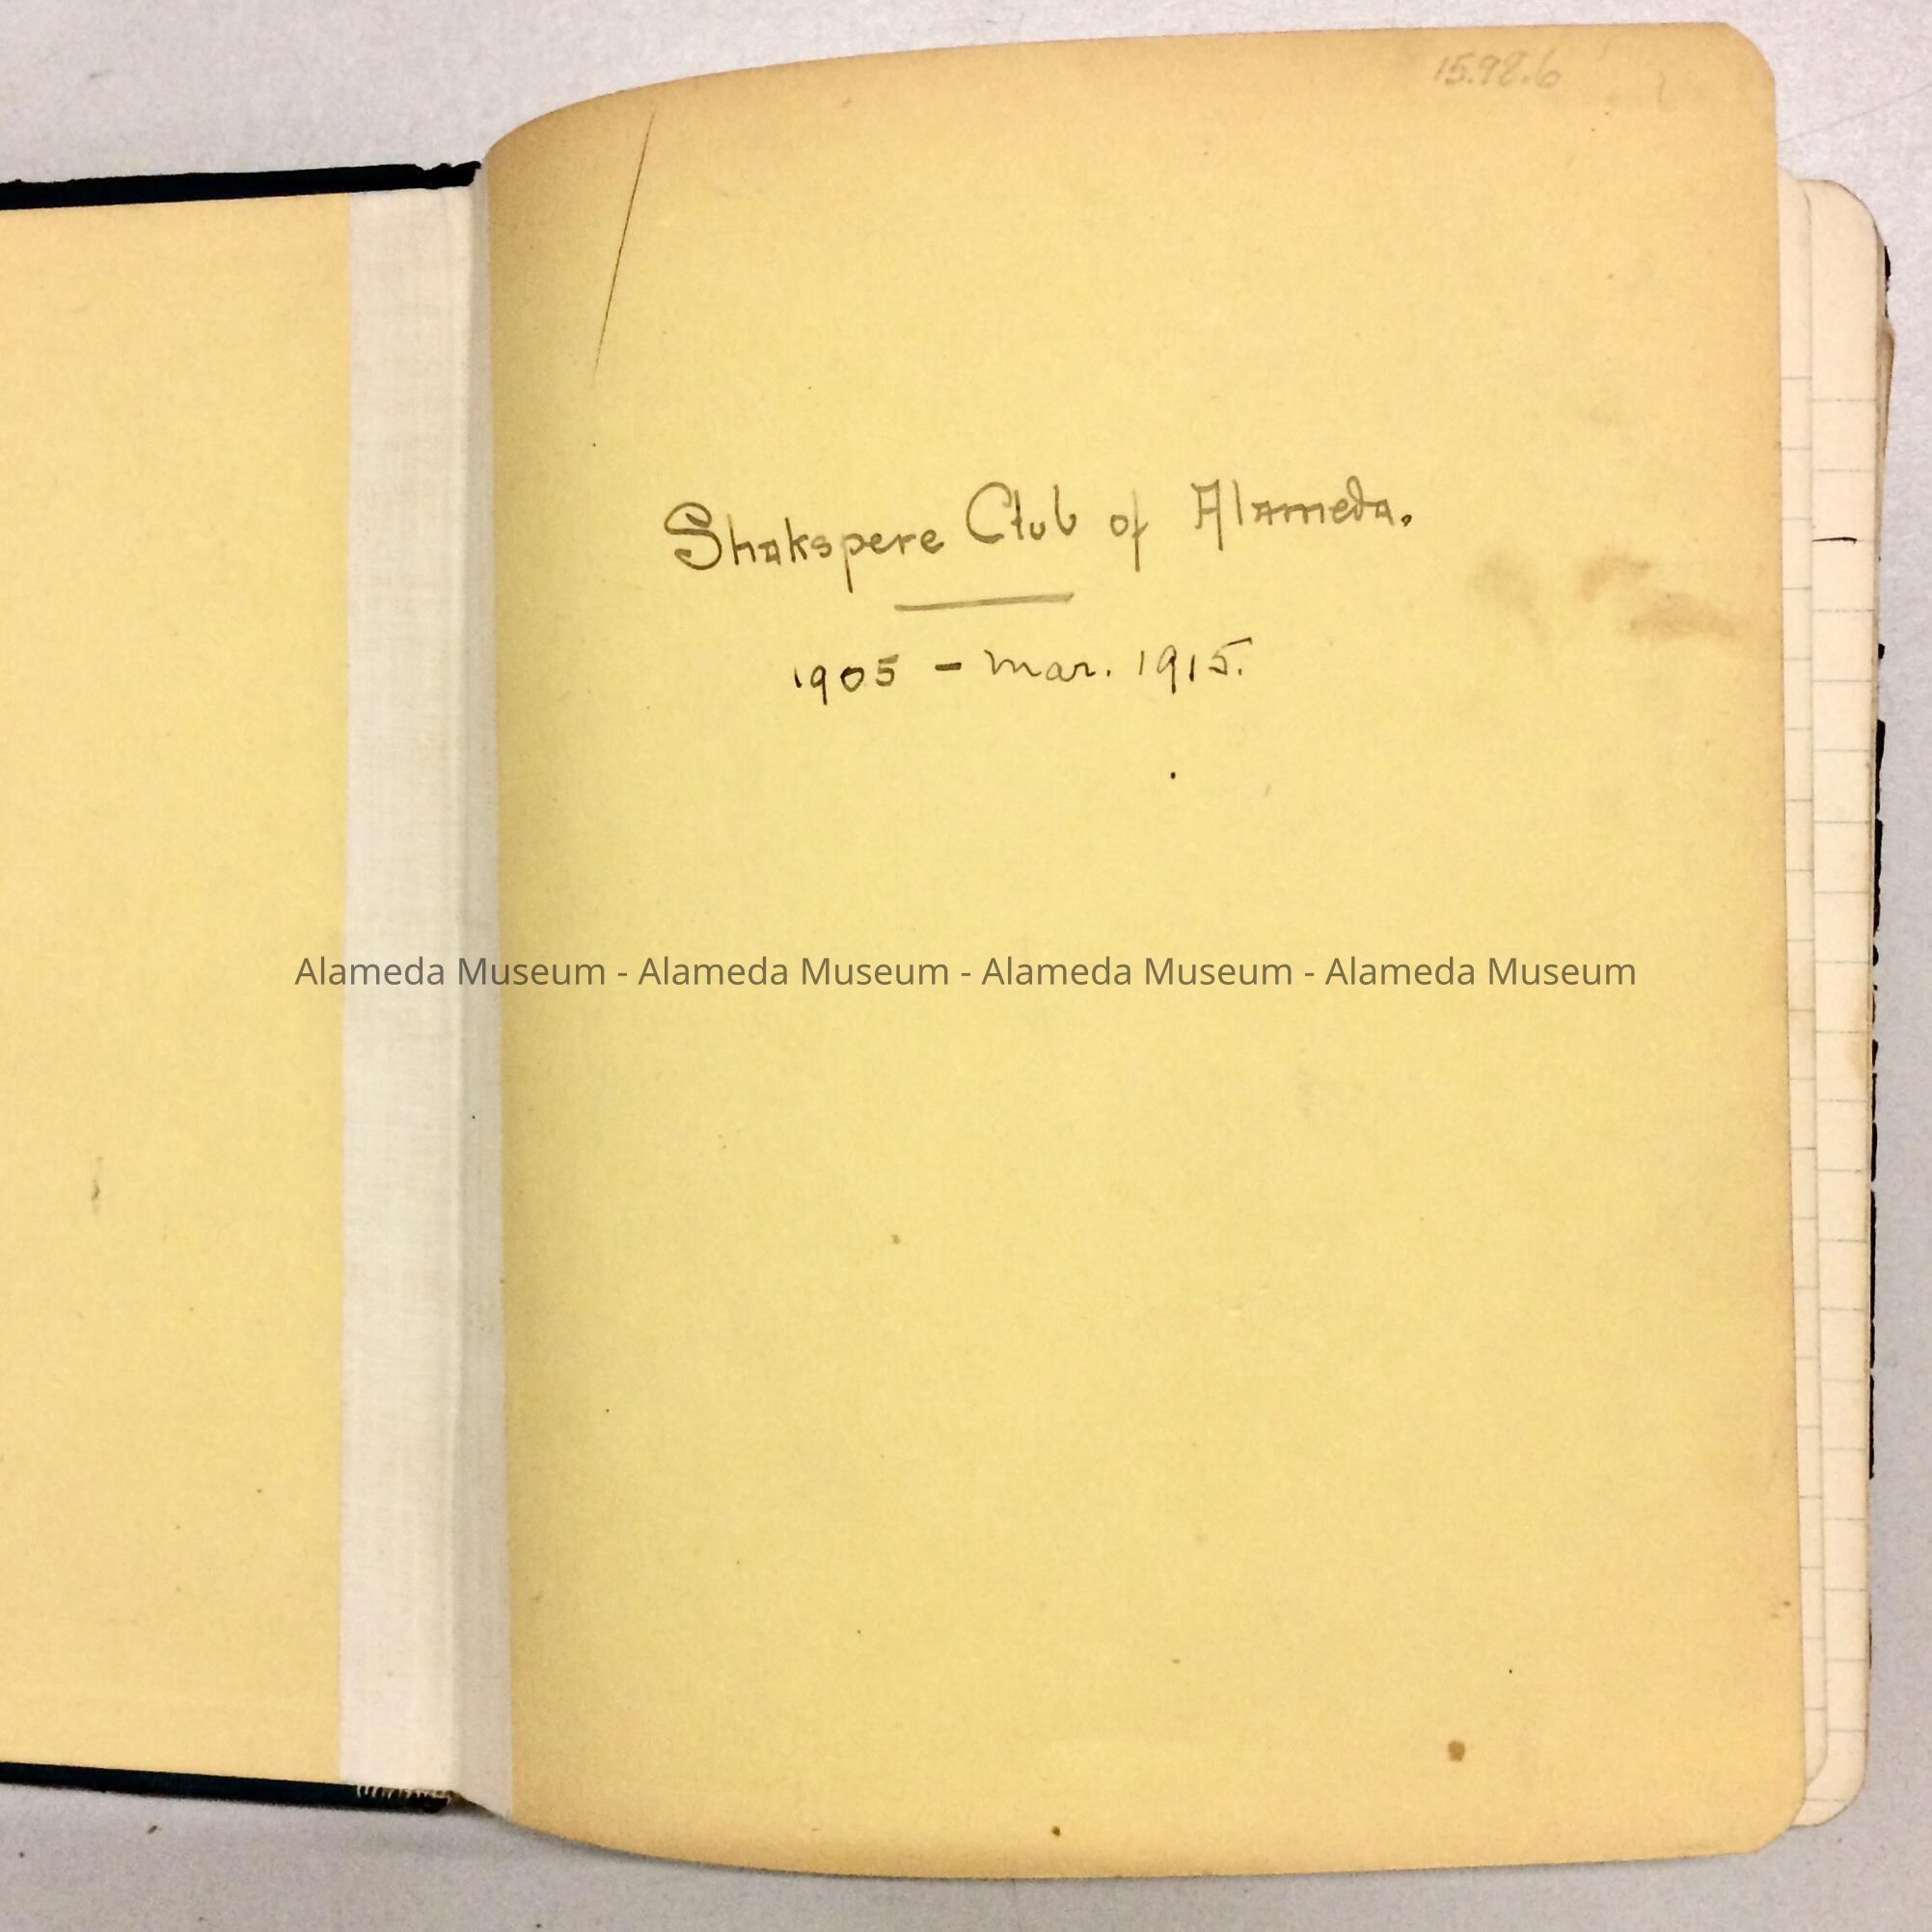 15.98.6
Shakspere Club of Alameda.
1905 - Mar. 1915.
Alameda Museum - Alameda Museum - Alameda Museum - Alameda Museum